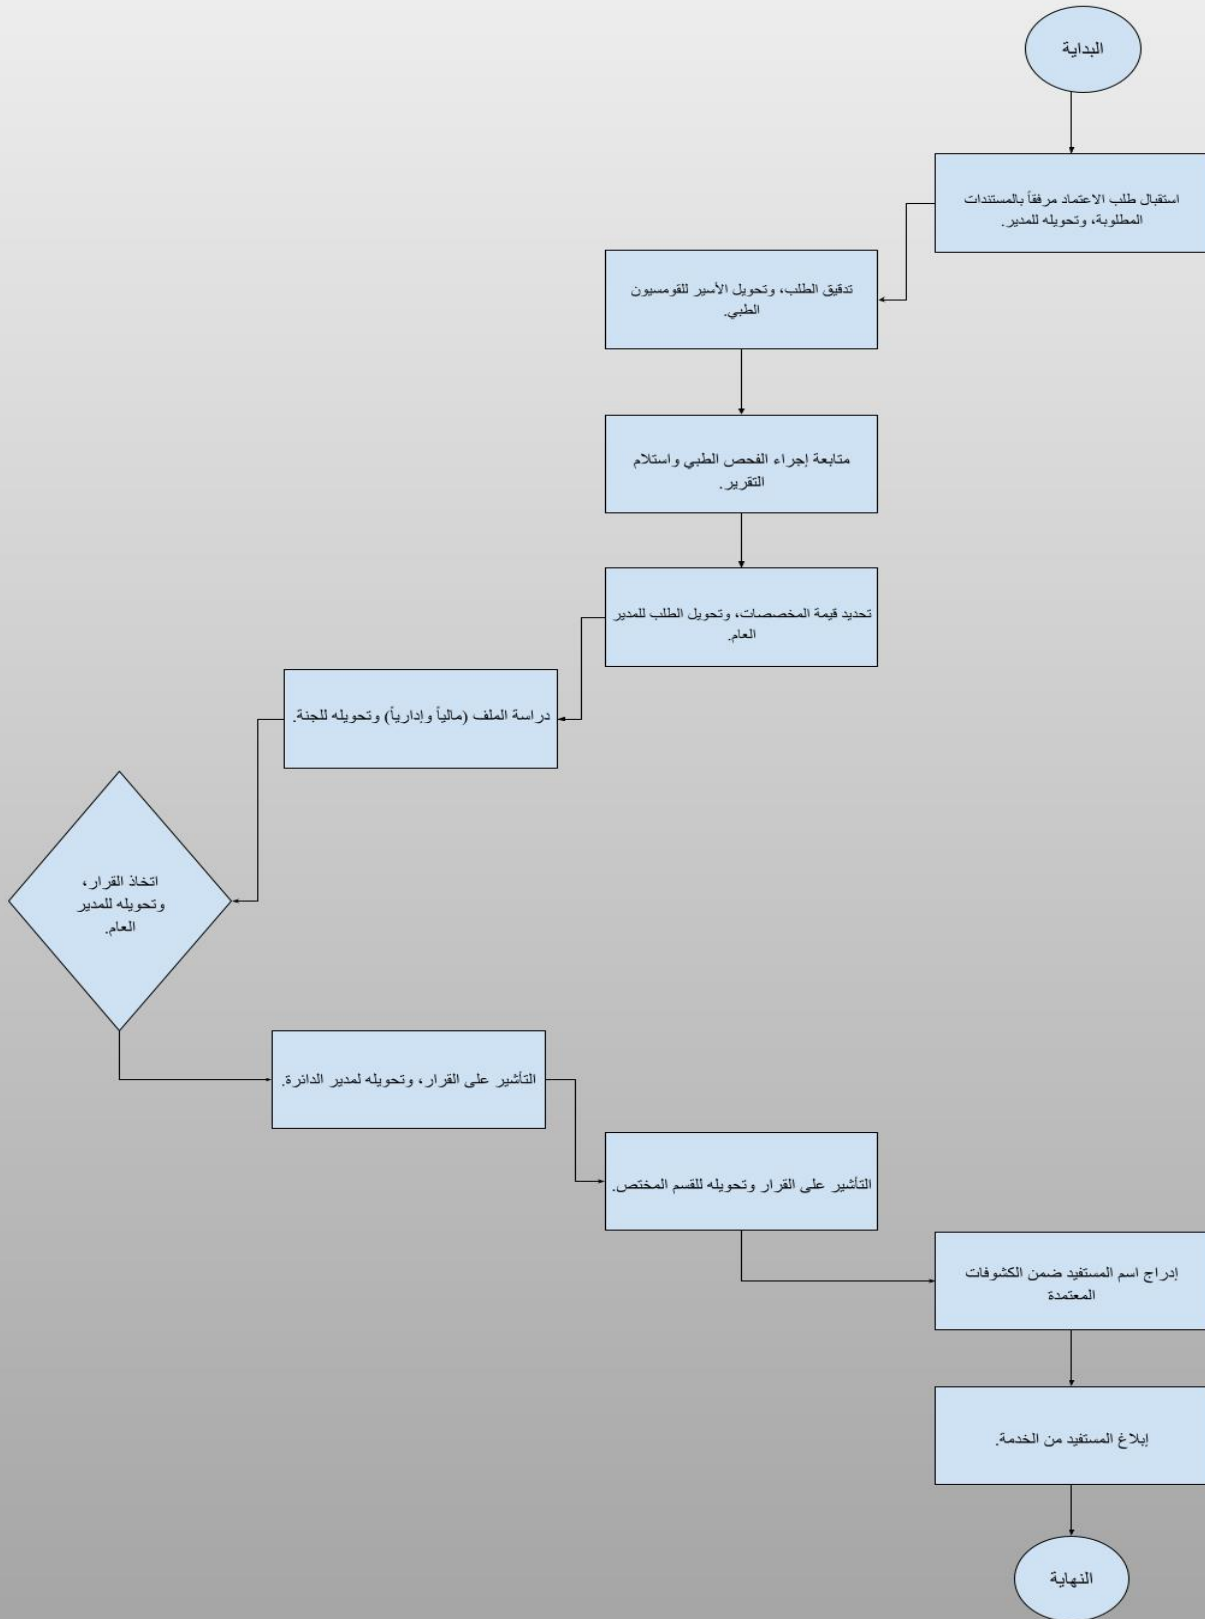 البداية
استقبال طلب الاعتماد مرفقاً بالمستندات
المطلوبة، وتحويله للمدير.
تدقيق الطلب، وتحويل الأسير للقومسيون
الطبي.
متابعة إجراء الفحص الطبي واستلام
التقرير.
تحديد قيمة المخصصات، وتحويل الطلب للمدير
العام.
دراسة الملف (مالياً وإدارياً) وتحويله للجنة.
اتخاذ القرار،
وتحويله للمدير
العام.
التأشير على القرار، وتحويله لمدير الدائرة.
التأشير على القرار وتحويله للقسم المختص.
إدراج اسم المستفيد ضمن الكشوفات
المعتمدة
إبلاغ المستفيد من الخدمة.
النهاية